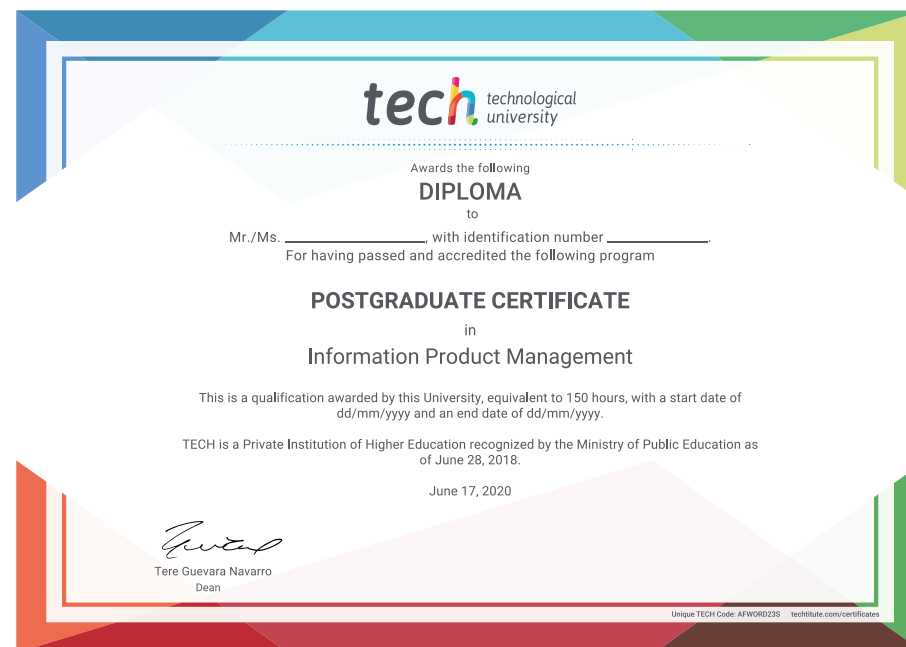 tech technological
university
Awards the following
DIPLOMA
to
Mr./Ms. ____________________, with identification number ______________.
For having passed and accredited the following program
POSTGRADUATE CERTIFICATE
in
Information Product Management
This is a qualification awarded by this University, equivalent to 150 hours, with a start date of
dd/mm/yyyy and an end date of dd/mm/yyyy.
TECH is a Private Institution of Higher Education recognized by the Ministry of Public Education as
of June 28, 2018.
June 17, 2020
Tere Guevara Navarro
Dean
Unique TECH Code: AFWORD23S techtitute.com/certificates